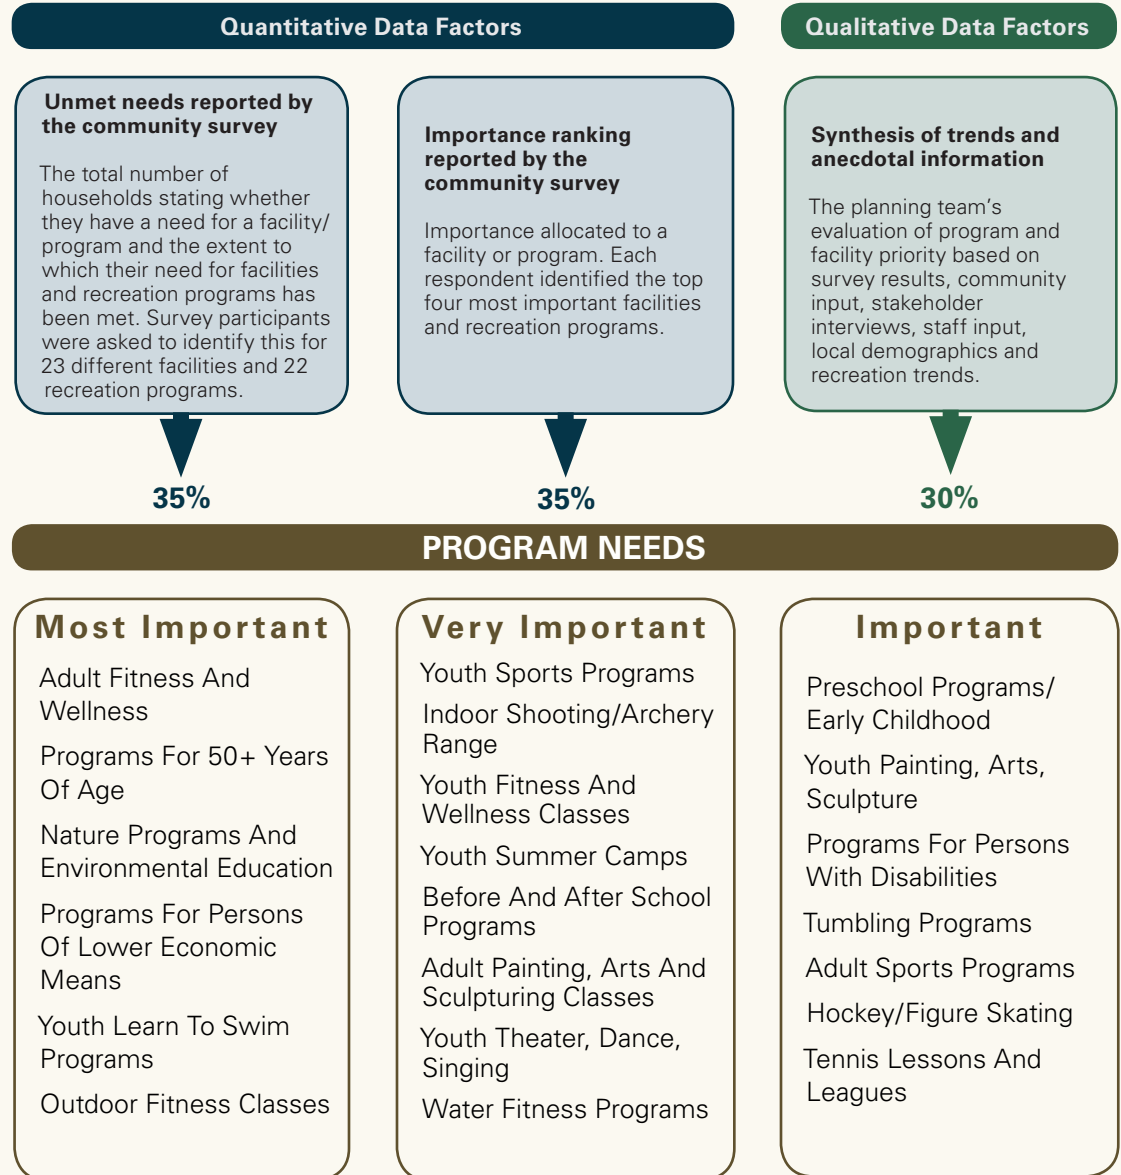 Quantitative Data Factors
Qualitative Data Factors
Unmet needs reported by
the community survey
The total number of
households stating whether
they have a need for a facility/
program and the extent to
which their need for facilities
and recreation programs has
been met. Survey participants
were asked to identify this for
23 different facilities and 22
recreation programs.
Importance ranking
reported by the
community survey
Importance allocated to a
facility or program. Each
respondent identified the top
four most important facilities
and recreation programs.
Synthesis of trends and
anecdotal information
The planning team’s
evaluation of program and
facility priority based on
survey results, community
input, stakeholder
interviews, staff input,
local demographics and
recreation trends.
35%
35%
30%
PROGRAM NEEDS
Most Important
Adult Fitness And
Wellness
Programs For 50+ Years
Of Age
Nature Programs And
Environmental Education
Programs For Persons
Of Lower Economic
Means
Youth Learn To Swim
Programs
Outdoor Fitness Classes
Very Important
Youth Sports Programs
Indoor Shooting/Archery
Range
Youth Fitness And
Wellness Classes
Youth Summer Camps
Before And After School
Programs
Adult Painting, Arts And
Sculpturing Classes
Youth Theater, Dance,
Singing
Water Fitness Programs
Important
Preschool Programs/
Early Childhood
Youth Painting, Arts,
Sculpture
Programs For Persons
With Disabilities
Tumbling Programs
Adult Sports Programs
Hockey/Figure Skating
Tennis Lessons And
Leagues